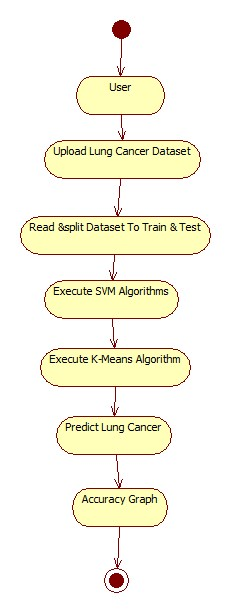 User
Upload Lung Cancer Dataset
Read &split Dataset To Train & Test
Execute SVM Algorithms
Execute K-Means Algorithm
Predict Lung Cancer
Accuracy Graph